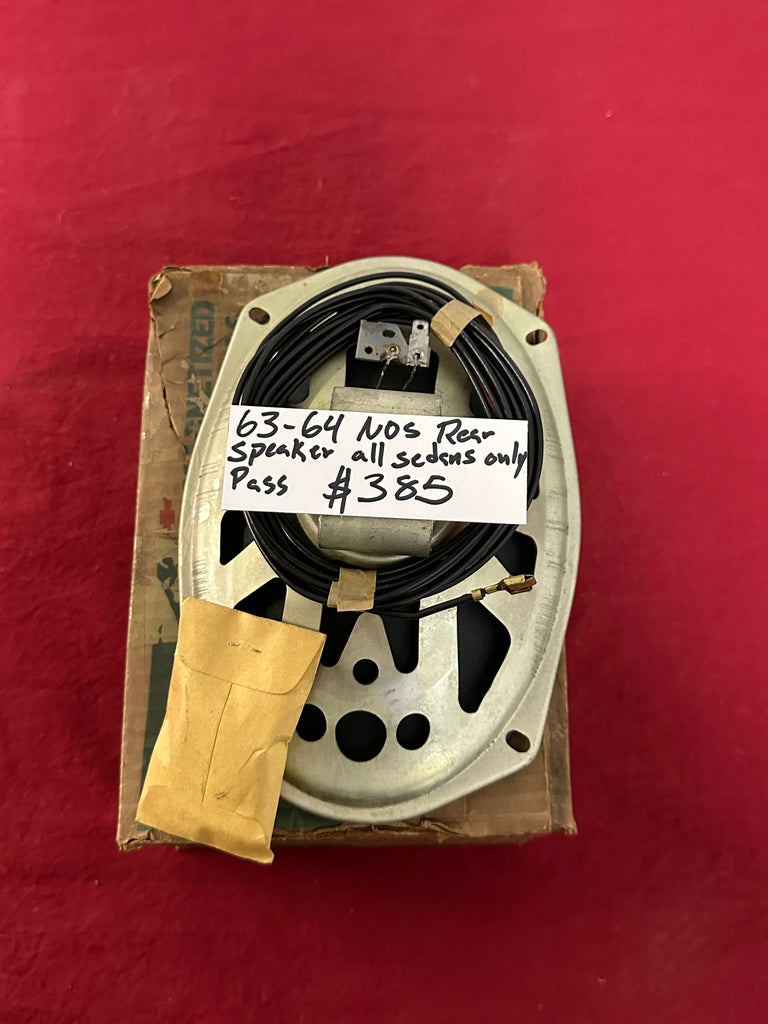 63-64 NOS Rear
Speaker all sedans only
Pass $385